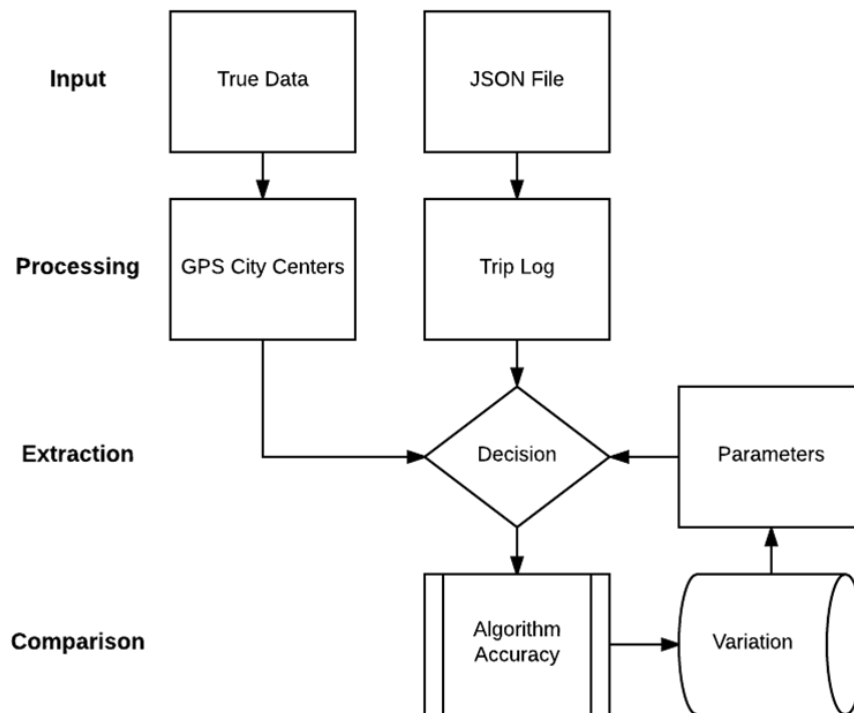 Input
True Data
JSON File
Processing
GPS City Centers
Trip Log
Extraction
Decision
Parameters
Comparison
Algorithm
Accuracy
Variation